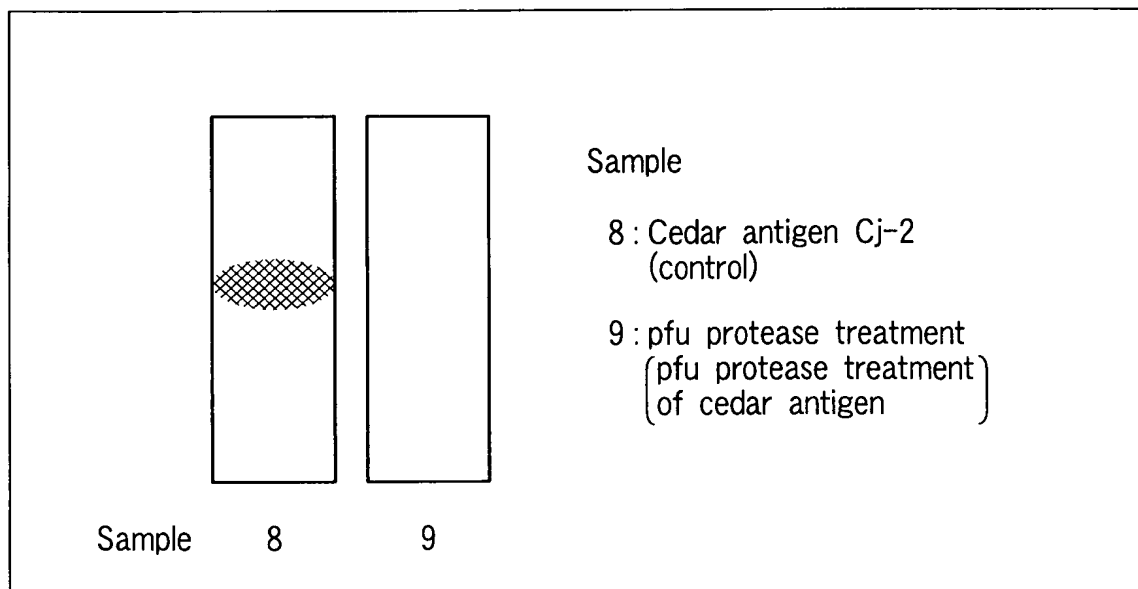 Sample
8 : Cedar antigen Cj-2
(control)
9 : pfu protease treatment
(pfu protease treatment
of cedar antigen)
Sample 8 9